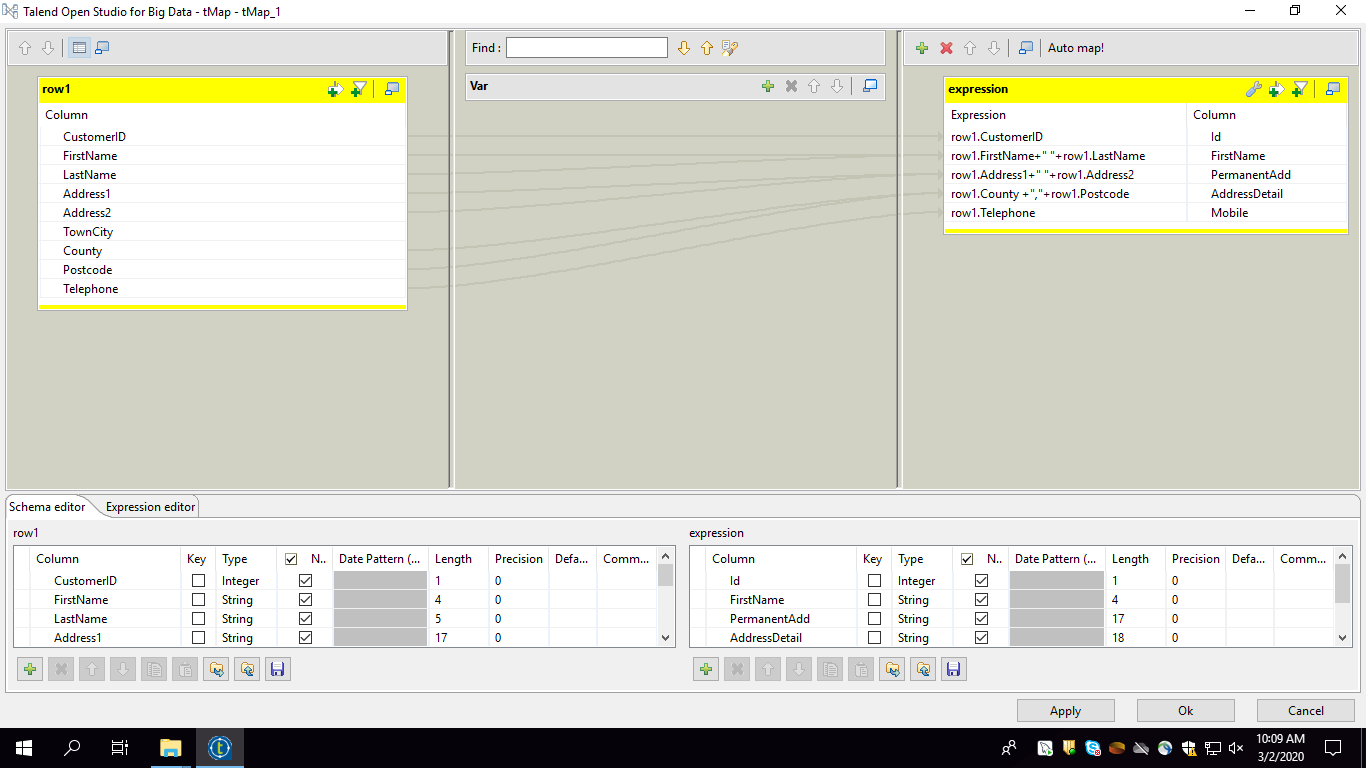 Talend Open Studio for Big Data - tMap - tMap_1
Find :
Auto map!
row1
Var
expression
Column
Expression Column
CustomerID
row1.CustomerID Id
FirstName
row1.FirstName+" "+row1.LastName FirstName
LastName
row1.Address1+" "+row1.Address2 PermanentAdd
Address1
row1.County +","+row1.Postcode AddressDetail
Address2
row1.Telephone Mobile
TownCity
County
Postcode
Telephone
Schema editor Expression editor
row1
Column Key Type N.. Date Pattern (... Length Precision Defa... Comm...
CustomerID Integer 1 0
FirstName String 4 0
LastName String 5 0
Address1 String 17 0
expression
Column Key Type N.. Date Pattern (... Length Precision Defa... Comm...
Id Integer 1 0
FirstName String 4 0
PermanentAdd String 17 0
AddressDetail String 18 0
Apply Ok Cancel
10:09 AM
3/2/2020